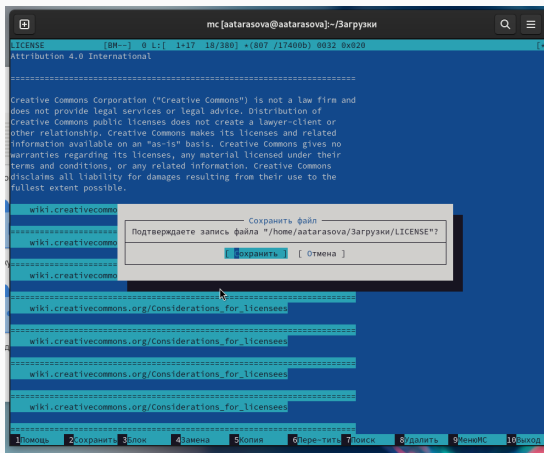 mc [aatarasova@aatarasova]:~/Загрузки
LICENSE [BM--] 0 L:[ 1+17 18/380] *(807 /17400b) 0032 0x020
Attribution 4.0 International
=======================================================================
Creative Commons Corporation ("Creative Commons") is not a law firm and
does not provide legal services or legal advice. Distribution of
Creative Commons public licenses does not create a lawyer-client or
other relationship. Creative Commons makes its licenses and related
information available on an "as-is" basis. Creative Commons gives no
warranties regarding its licenses, any material licensed under their
terms and conditions, or any related information. Creative Commons
disclaims all liability for damages resulting from their use to the
fullest extent possible.
wiki.creativecommo
Сохранить файл
Подтверждаете запись файла "/home/aatarasova/Загрузки/LICENSE"?
wiki.creativecommo
[ Сохранить ] [ Отмена ]
wiki.creativecommo
=======================================================================
wiki.creativecommons.org/Considerations_for_licensees
=======================================================================
wiki.creativecommons.org/Considerations_for_licensees
=======================================================================
wiki.creativecommons.org/Considerations_for_licensees
=======================================================================
wiki.creativecommons.org/Considerations_for_licensees
=======================================================================
1Помощь 2Сохранить 3Блок 4Замена 5Копия 6Пере~тить 7Поиск 8Удалить 9МенюMC 10Выход